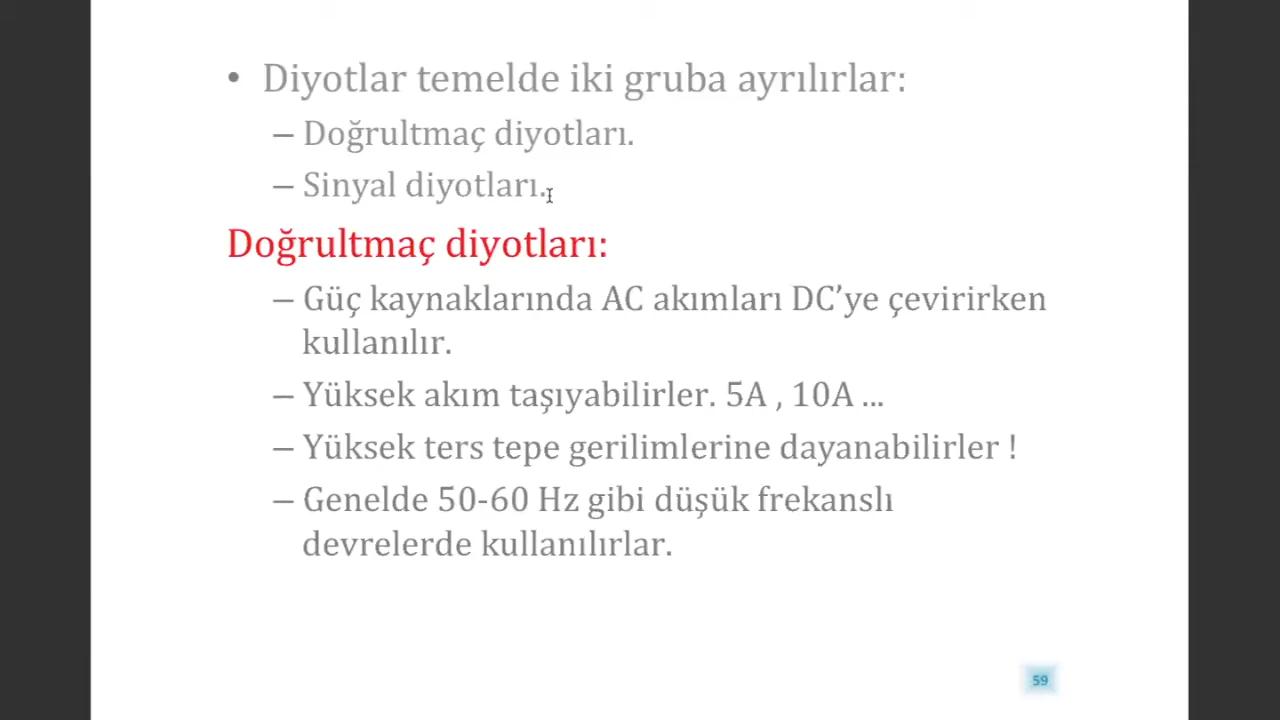 • Diyotlar temelde iki gruba ayrılırlar:
– Doğrultmaç diyotları.
– Sinyal diyotları.
Doğrultmaç diyotları:
– Güç kaynaklarında AC akımları DC’ye çevirirken
kullanılır.
– Yüksek akım taşıyabilirler. 5A , 10A ...
– Yüksek ters tepe gerilimlerine dayanabilirler !
– Genelde 50-60 Hz gibi düşük frekanslı
devrelerde kullanılırlar.
59